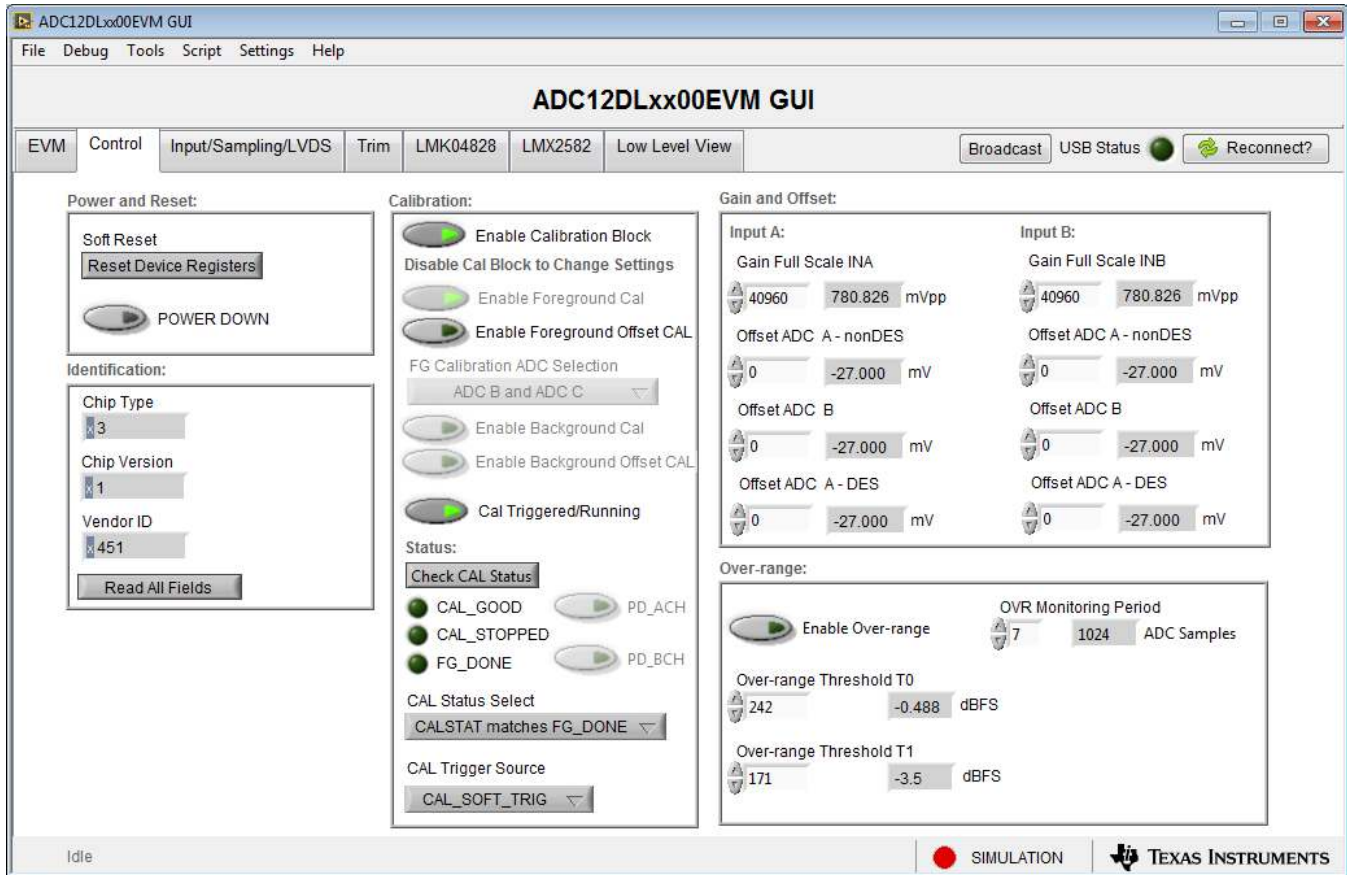 ADC12DLxx00EVM GUI
File Debug Tools Script Settings Help
ADC12DLxx00EVM GUI
EVM Control Input/Sampling/LVDS Trim LMK04828 LMX2582 Low Level View Broadcast USB Status Reconnect?
Power and Reset:
Soft Reset
Reset Device Registers
POWER DOWN
Identification:
Chip Type
x 3
Chip Version
x 1
Vendor ID
x 451
Read All Fields
Calibration:
Enable Calibration Block
Disable Cal Block to Change Settings
Enable Foreground Cal
Enable Foreground Offset CAL
FG Calibration ADC Selection
ADC B and ADC C
Enable Background Cal
Enable Background Offset CAL
Cal Triggered/Running
Status:
Check CAL Status
CAL_GOOD PD_ACH
CAL_STOPPED
FG_DONE PD_BCH
CAL Status Select
CALSTAT matches FG_DONE
CAL Trigger Source
CAL_SOFT_TRIG
Gain and Offset:
Input A:
Gain Full Scale INA
40960 780.826 mVpp
Offset ADC A - nonDES
0 -27.000 mV
Offset ADC B
0 -27.000 mV
Offset ADC A - DES
0 -27.000 mV
Input B:
Gain Full Scale INB
40960 780.826 mVpp
Offset ADC A - nonDES
0 -27.000 mV
Offset ADC B
0 -27.000 mV
Offset ADC A - DES
0 -27.000 mV
Over-range:
Enable Over-range
OVR Monitoring Period
7 1024 ADC Samples
Over-range Threshold T0
242 -0.488 dBFS
Over-range Threshold T1
171 -3.5 dBFS
Idle SIMULATION TEXAS INSTRUMENTS